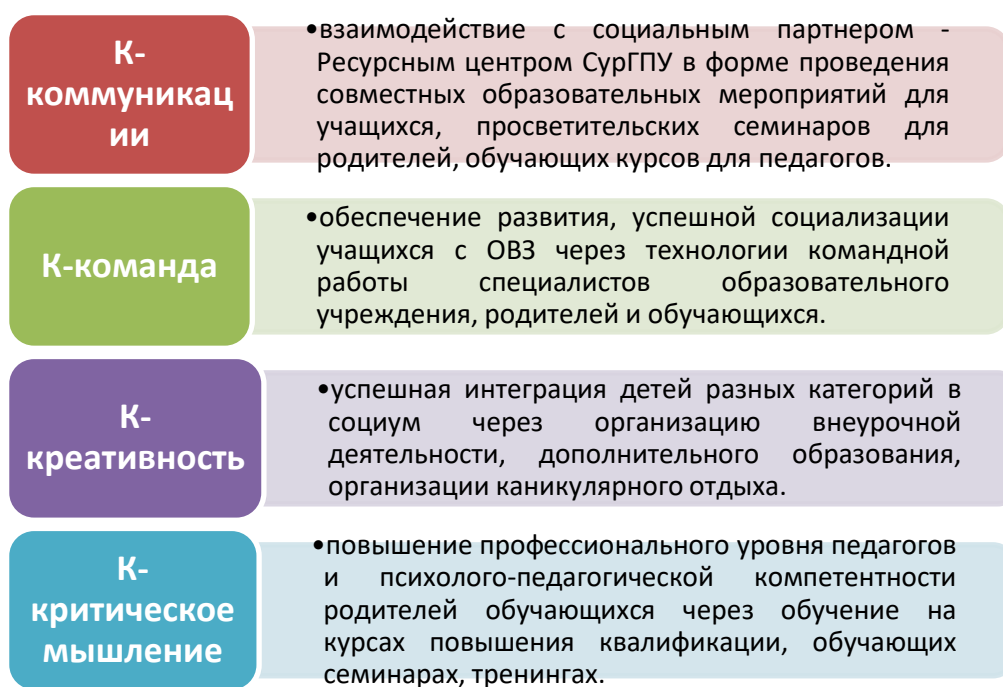 К-
коммуникац
ии
•взаимодействие с социальным партнером -
Ресурсным центром СурГПУ в форме проведения
совместных образовательных мероприятий для
учащихся, просветительских семинаров для
родителей, обучающих курсов для педагогов.
К-команда
•обеспечение развития, успешной социализации
учащихся с ОВЗ через технологии командной
работы специалистов образовательного
учреждения, родителей и обучающихся.
К-
креативность
•успешная интеграция детей разных категорий в
социум через организацию внеурочной
деятельности, дополнительного образования,
организации каникулярного отдыха.
К-
критическое
мышление
•повышение профессионального уровня педагогов
и психолого-педагогической компетентности
родителей обучающихся через обучение на
курсах повышения квалификации, обучающих
семинарах, тренингах.